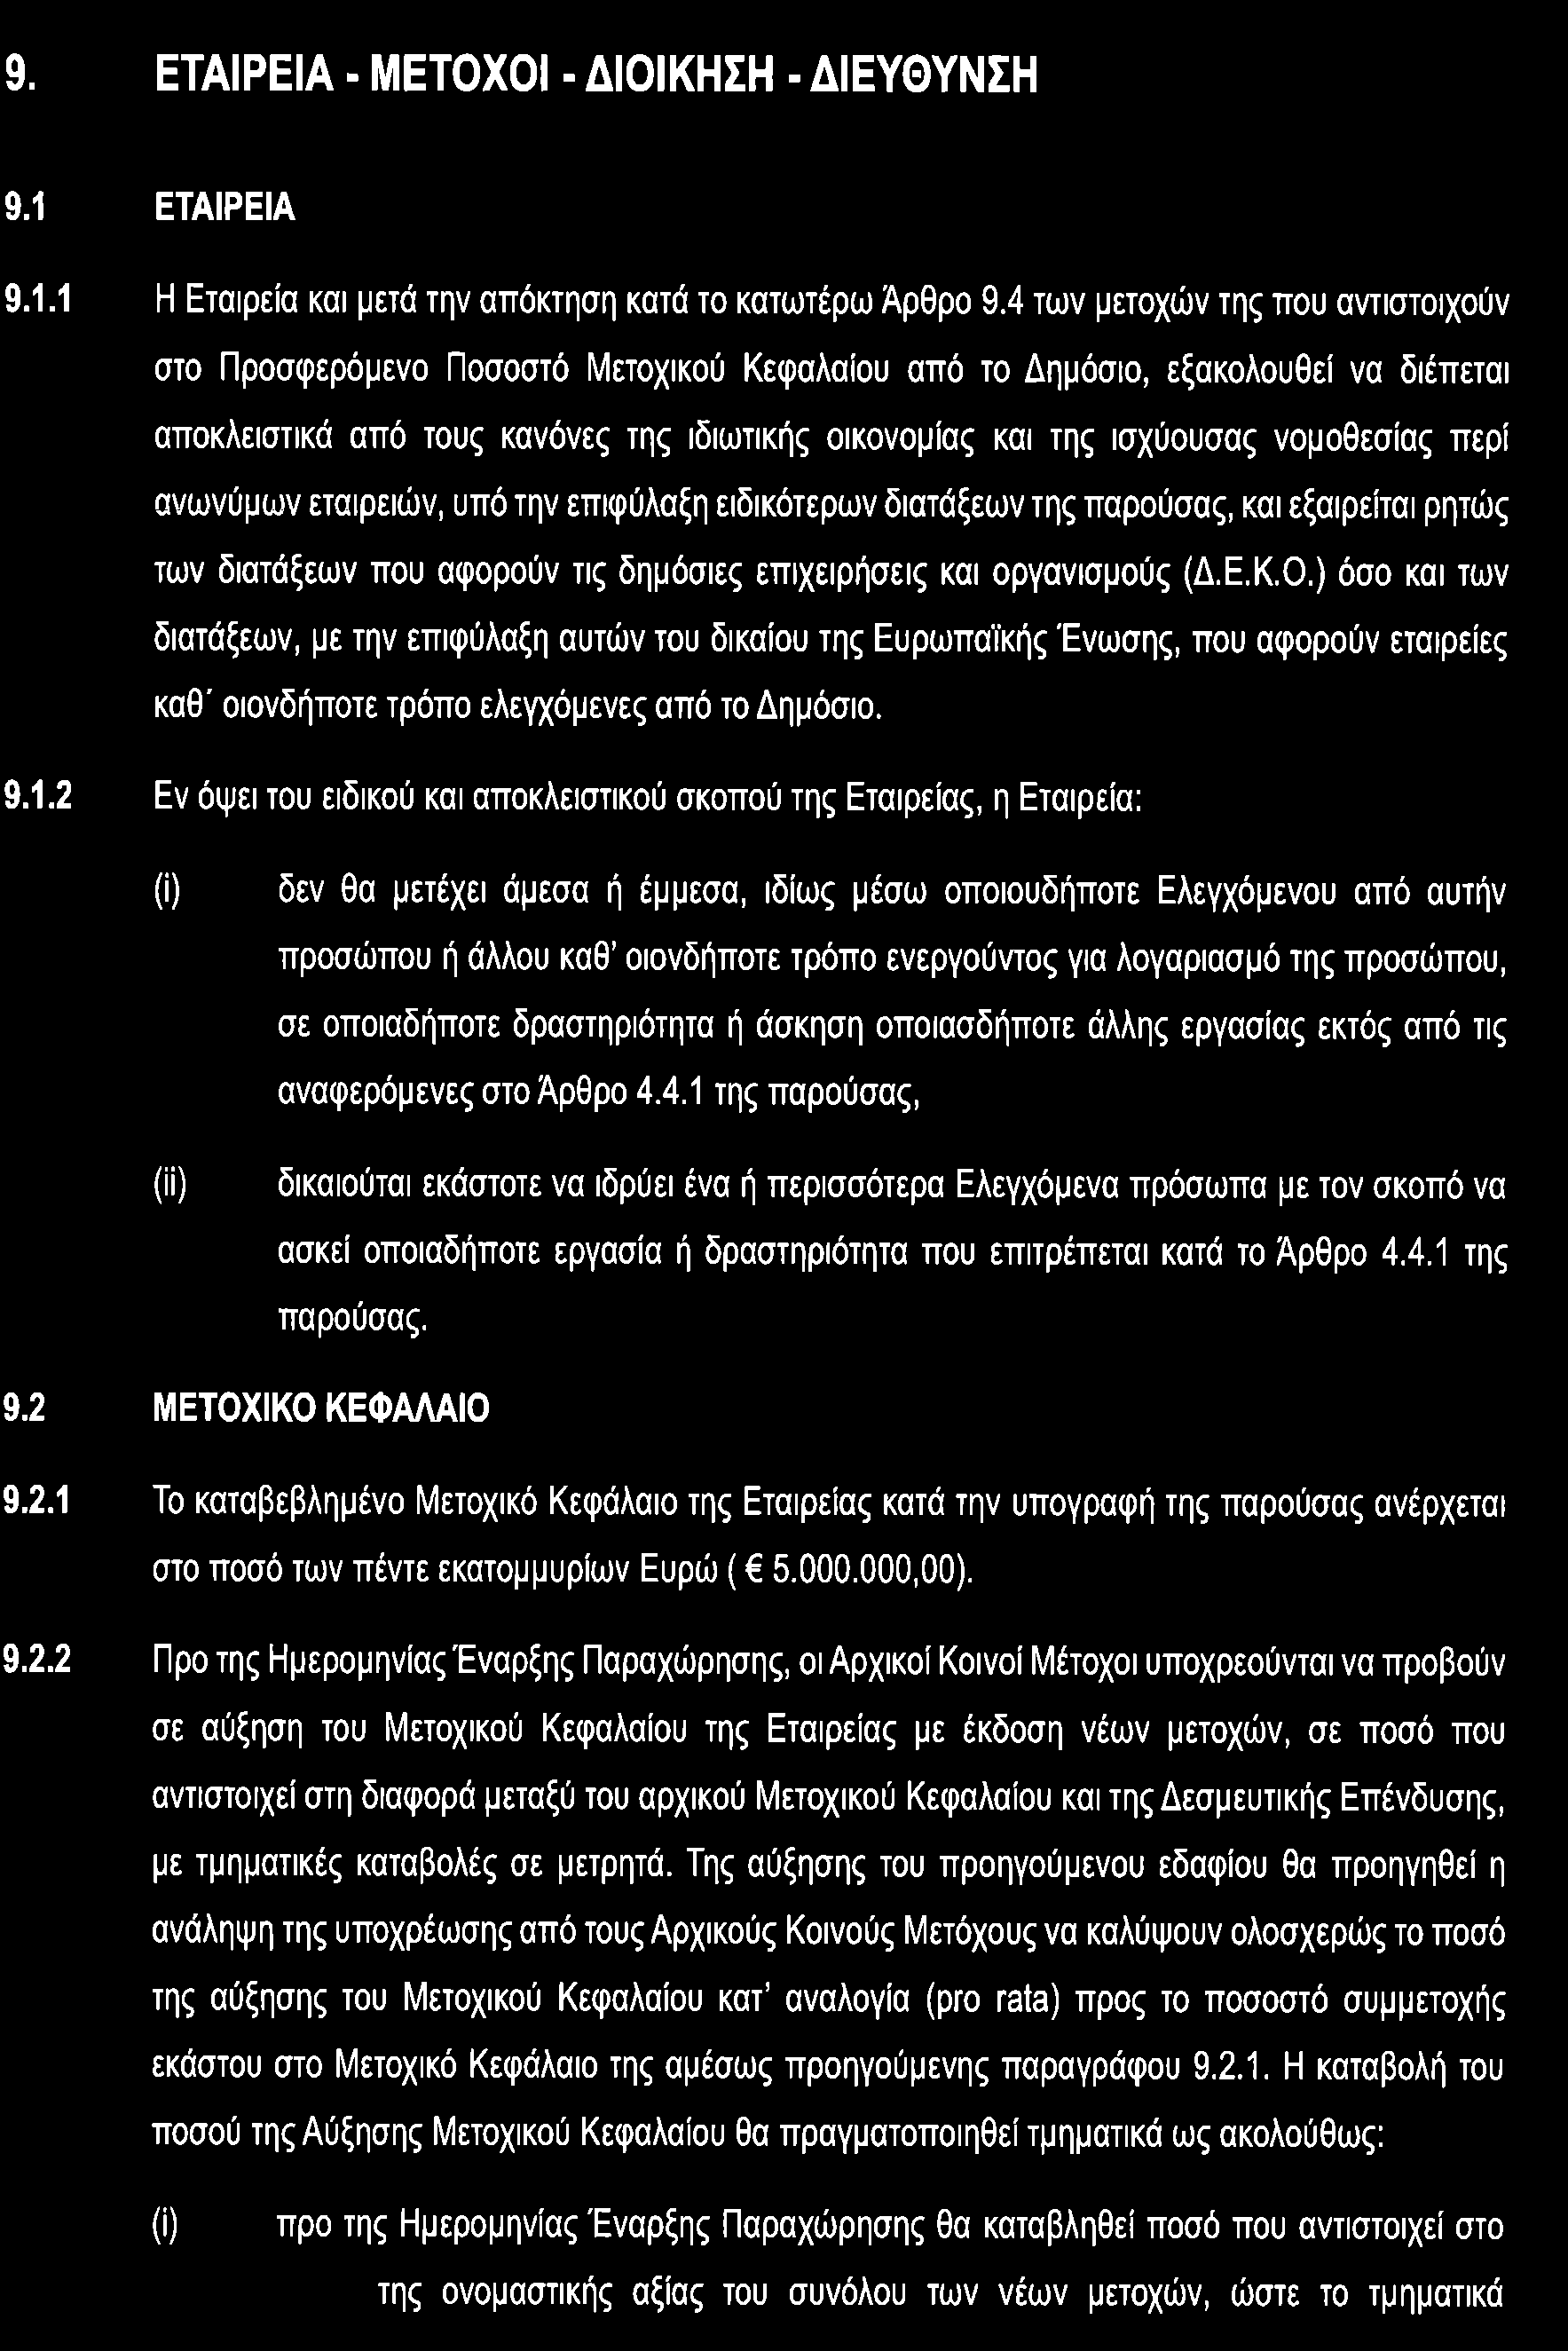 9. ΕΤΑΙΡΕΙΑ - ΜΕΤΟΧΟΙ - ΔΙΟΙΚΗΣΗ - ΔΙΕΥΘΥΝΣΗ
9.1 ΕΤΑΙΡΕΙΑ
9.1.1 Η Εταιρεία και μετά την απόκτηση κατά το κατωτέρω Άρθρο 9.4 των μετοχών της που αντιστοιχούν
στο Προσφερόμενο Ποσοστό Μετοχικού Κεφαλαίου από το Δημόσιο, εξακολουθεί να διέπεται
αποκλειστικά από τους κανόνες της ιδιωτικής οικονομίας και της ισχύουσας νομοθεσίας περί
ανωνύμων εταιρειών, υπό την επιφύλαξη ειδικότερων διατάξεων της παρούσας, και εξαιρείται ρητώς
των διατάξεων που αφορούν τις δημόσιες επιχειρήσεις και οργανισμούς (Δ.Ε.Κ.Ο.) όσο και των
διατάξεων, με την επιφύλαξη αυτών του δικαίου της Ευρωπαϊκής Ένωσης, που αφορούν εταιρείες
καθ΄ οιονδήποτε τρόπο ελεγχόμενες από το Δημόσιο.
9.1.2 Εν όψει του ειδικού και αποκλειστικού σκοπού της Εταιρείας, η Εταιρεία:
(i) δεν θα μετέχει άμεσα ή έμμεσα, ιδίως μέσω οποιουδήποτε Ελεγχόμενου από αυτήν
προσώπου ή άλλου καθ’ οιονδήποτε τρόπο ενεργούντος για λογαριασμό της προσώπου,
σε οποιαδήποτε δραστηριότητα ή άσκηση οποιασδήποτε άλλης εργασίας εκτός από τις
αναφερόμενες στο Άρθρο 4.4.1 της παρούσας,
(ii) δικαιούται εκάστοτε να ιδρύει ένα ή περισσότερα Ελεγχόμενα πρόσωπα με τον σκοπό να
ασκεί οποιαδήποτε εργασία ή δραστηριότητα που επιτρέπεται κατά το Άρθρο 4.4.1 της
παρούσας.
9.2 ΜΕΤΟΧΙΚΟ ΚΕΦΑΛΑΙΟ
9.2.1 Το καταβεβλημένο Μετοχικό Κεφάλαιο της Εταιρείας κατά την υπογραφή της παρούσας ανέρχεται
στο ποσό των πέντε εκατομμυρίων Ευρώ ( € 5.000.000,00).
9.2.2 Προ της Ημερομηνίας Έναρξης Παραχώρησης, οι Αρχικοί Κοινοί Μέτοχοι υποχρεούνται να προβούν
σε αύξηση του Μετοχικού Κεφαλαίου της Εταιρείας με έκδοση νέων μετοχών, σε ποσό που
αντιστοιχεί στη διαφορά μεταξύ του αρχικού Μετοχικού Κεφαλαίου και της Δεσμευτικής Επένδυσης,
με τμηματικές καταβολές σε μετρητά. Της αύξησης του προηγούμενου εδαφίου θα προηγηθεί η
ανάληψη της υποχρέωσης από τους Αρχικούς Κοινούς Μετόχους να καλύψουν ολοσχερώς το ποσό
της αύξησης του Μετοχικού Κεφαλαίου κατ’ αναλογία (pro rata) προς το ποσοστό συμμετοχής
εκάστου στο Μετοχικό Κεφάλαιο της αμέσως προηγούμενης παραγράφου 9.2.1. Η καταβολή του
ποσού της Αύξησης Μετοχικού Κεφαλαίου θα πραγματοποιηθεί τμηματικά ως ακολούθως:
(i) προ της Ημερομηνίας Έναρξης Παραχώρησης θα καταβληθεί ποσό που αντιστοιχεί στο
της ονομαστικής αξίας του συνόλου των νέων μετοχών, ώστε το τμηματικά